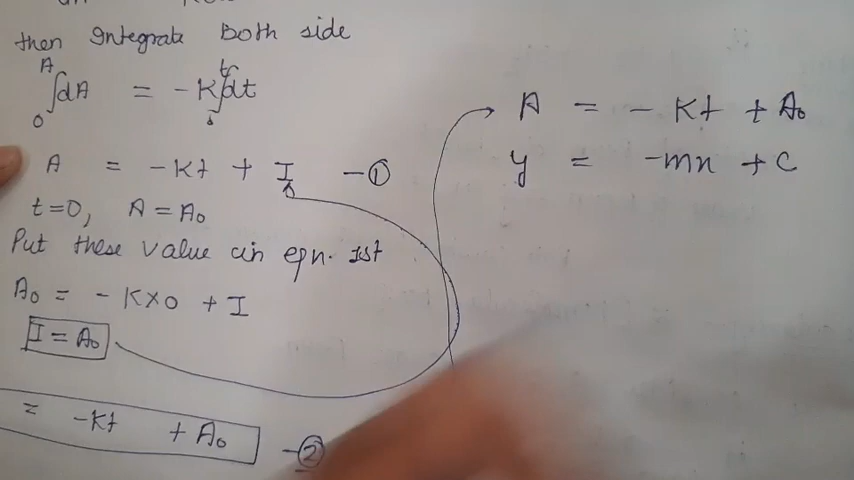 then Integrate Both side
A
∫dA = -K∫dt
0
A = -Kt + I -①
t=0, A = A₀
Put these value in eqn. Ist
A₀ = - K×0 + I
I = A₀
= -Kt + A₀ -②
A = - Kt + A₀
y = -mx + C